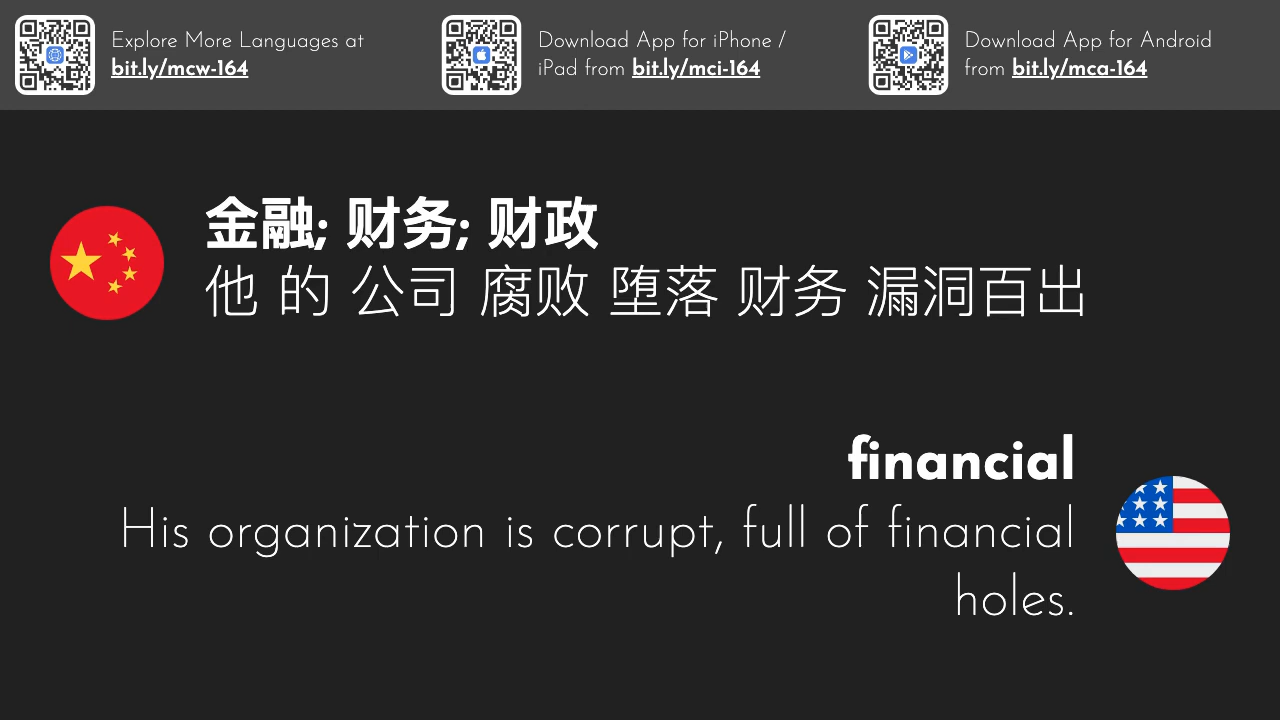 Explore More Languages at
bit.ly/mcw-164
Download App for iPhone /
iPad from bit.ly/mci-164
Download App for Android
from bit.ly/mca-164
金融; 财务; 财政
他 的 公司 腐败 堕落 财务 漏洞百出
financial
His organization is corrupt, full of financial
holes.